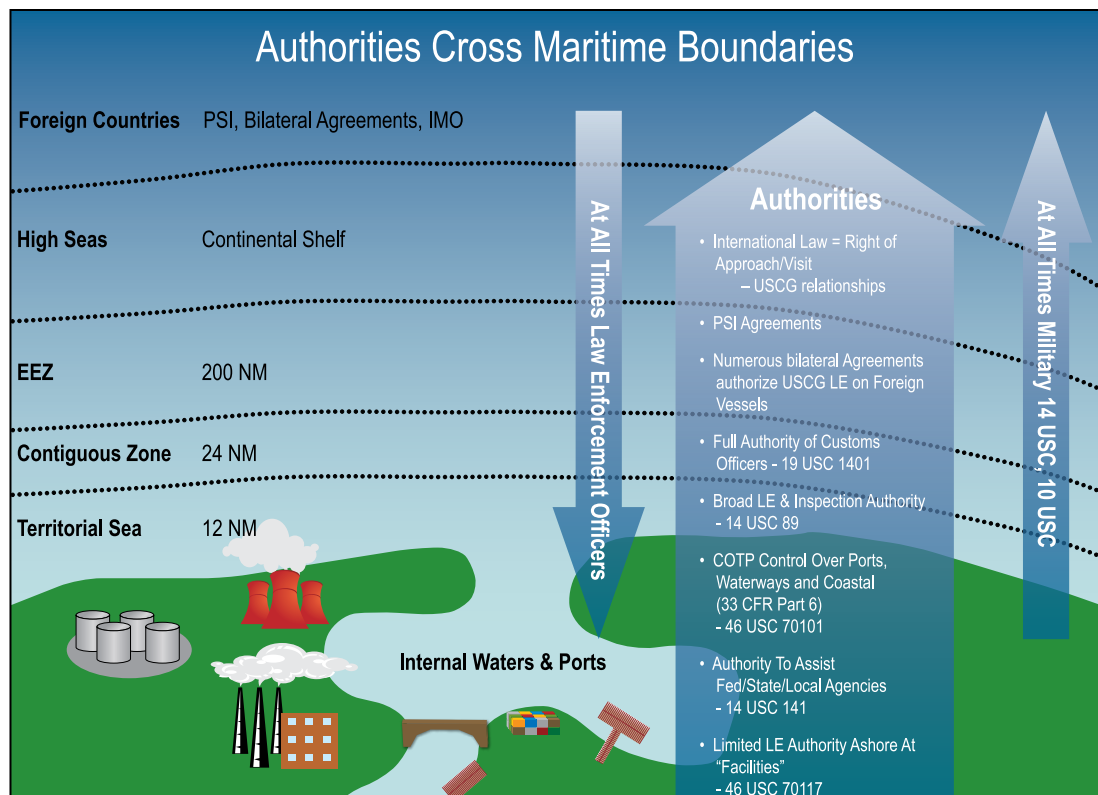 Authorities Cross Maritime Boundaries
Foreign Countries PSI, Bilateral Agreements, IMO
High Seas Continental Shelf
EEZ 200 NM
Contiguous Zone 24 NM
Territorial Sea 12 NM
Internal Waters & Ports
At All Times Law Enforcement Officers
Authorities
• International Law = Right of
Approach/Visit
– USCG relationships
• PSI Agreements
• Numerous bilateral Agreements
authorize USCG LE on Foreign
Vessels
• Full Authority of Customs
Officers - 19 USC 1401
• Broad LE & Inspection Authority
- 14 USC 89
• COTP Control Over Ports,
Waterways and Coastal
(33 CFR Part 6)
- 46 USC 70101
• Authority To Assist
Fed/State/Local Agencies
- 14 USC 141
• Limited LE Authority Ashore At
“Facilities”
- 46 USC 70117
At All Times Military 14 USC, 10 USC